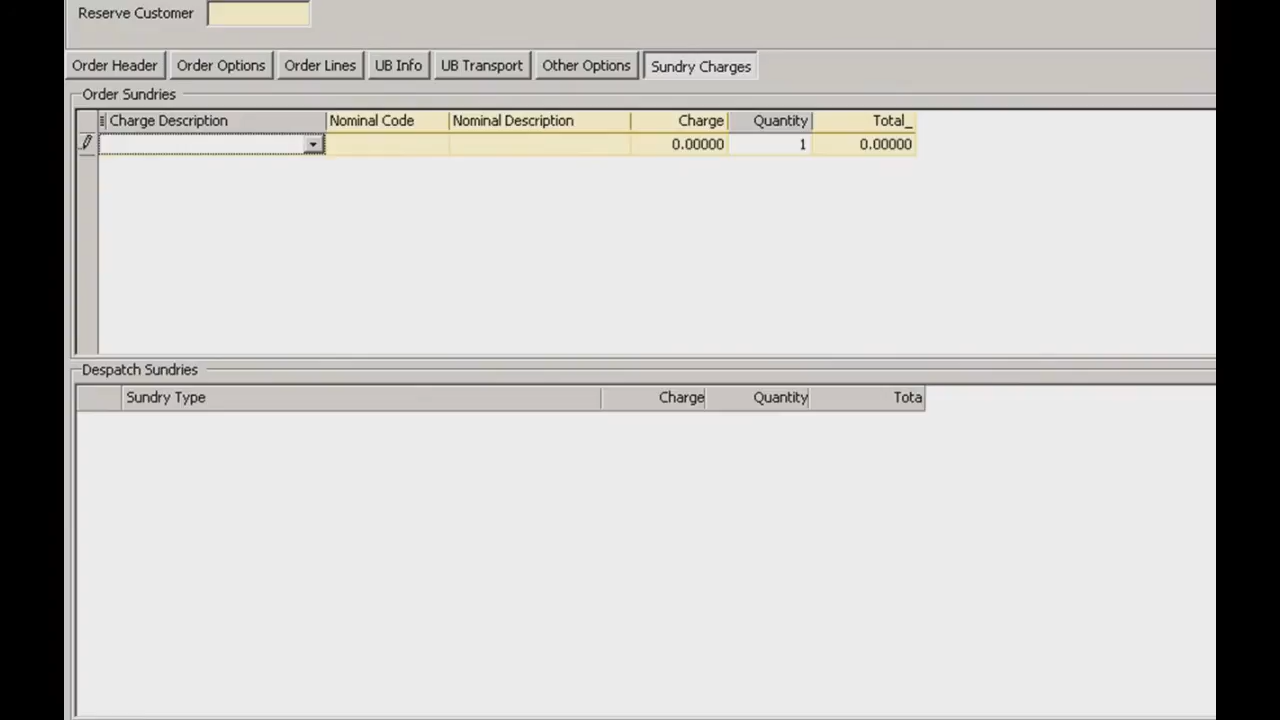 Reserve Customer
Order Header Order Options Order Lines UB Info UB Transport Other Options Sundry Charges
Order Sundries
Charge Description Nominal Code Nominal Description Charge Quantity Total_
0.00000 1 0.00000
Despatch Sundries
Sundry Type Charge Quantity Tota